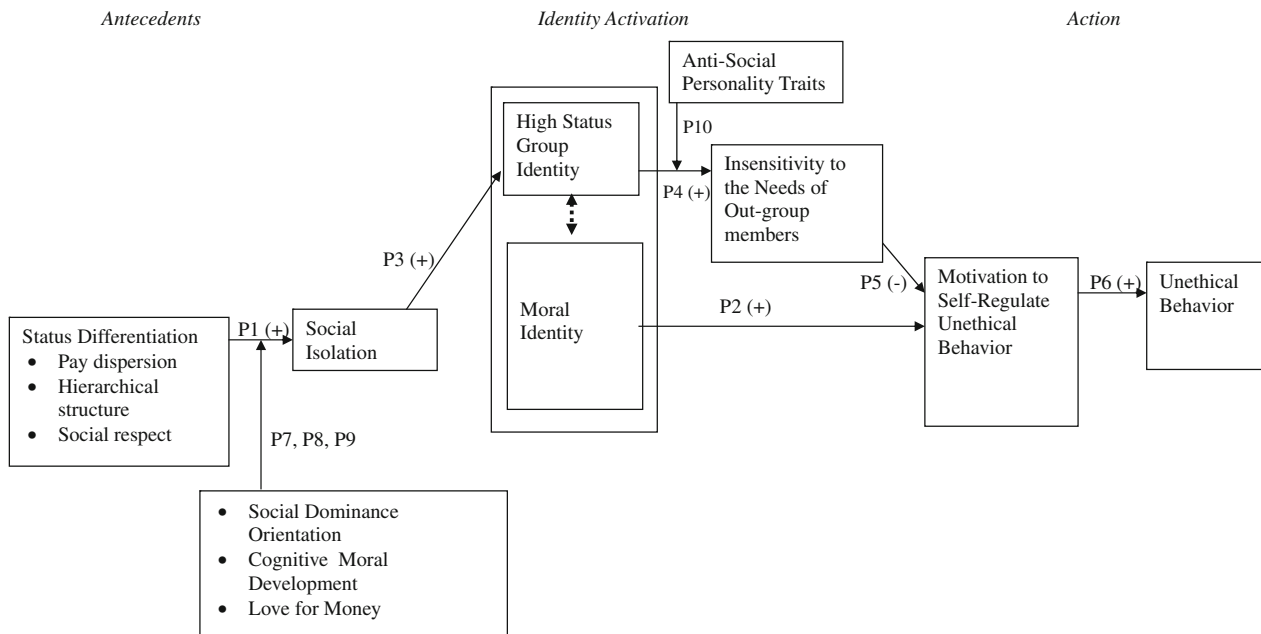 Antecedents
Identity Activation
Action
Anti-Social
Personality Traits
P10
High Status
Group
Identity
P4 (+)
Insensitivity to
the Needs of
Out-group
members
P3 (+)
P5 (-)
Moral
Identity
P2 (+)
Motivation to
Self-Regulate
Unethical
Behavior
P6 (+)
Unethical
Behavior
Status Differentiation
• Pay dispersion
• Hierarchical
structure
• Social respect
P1 (+)
Social
Isolation
P7, P8, P9
• Social Dominance
Orientation
• Cognitive Moral
Development
• Love for Money